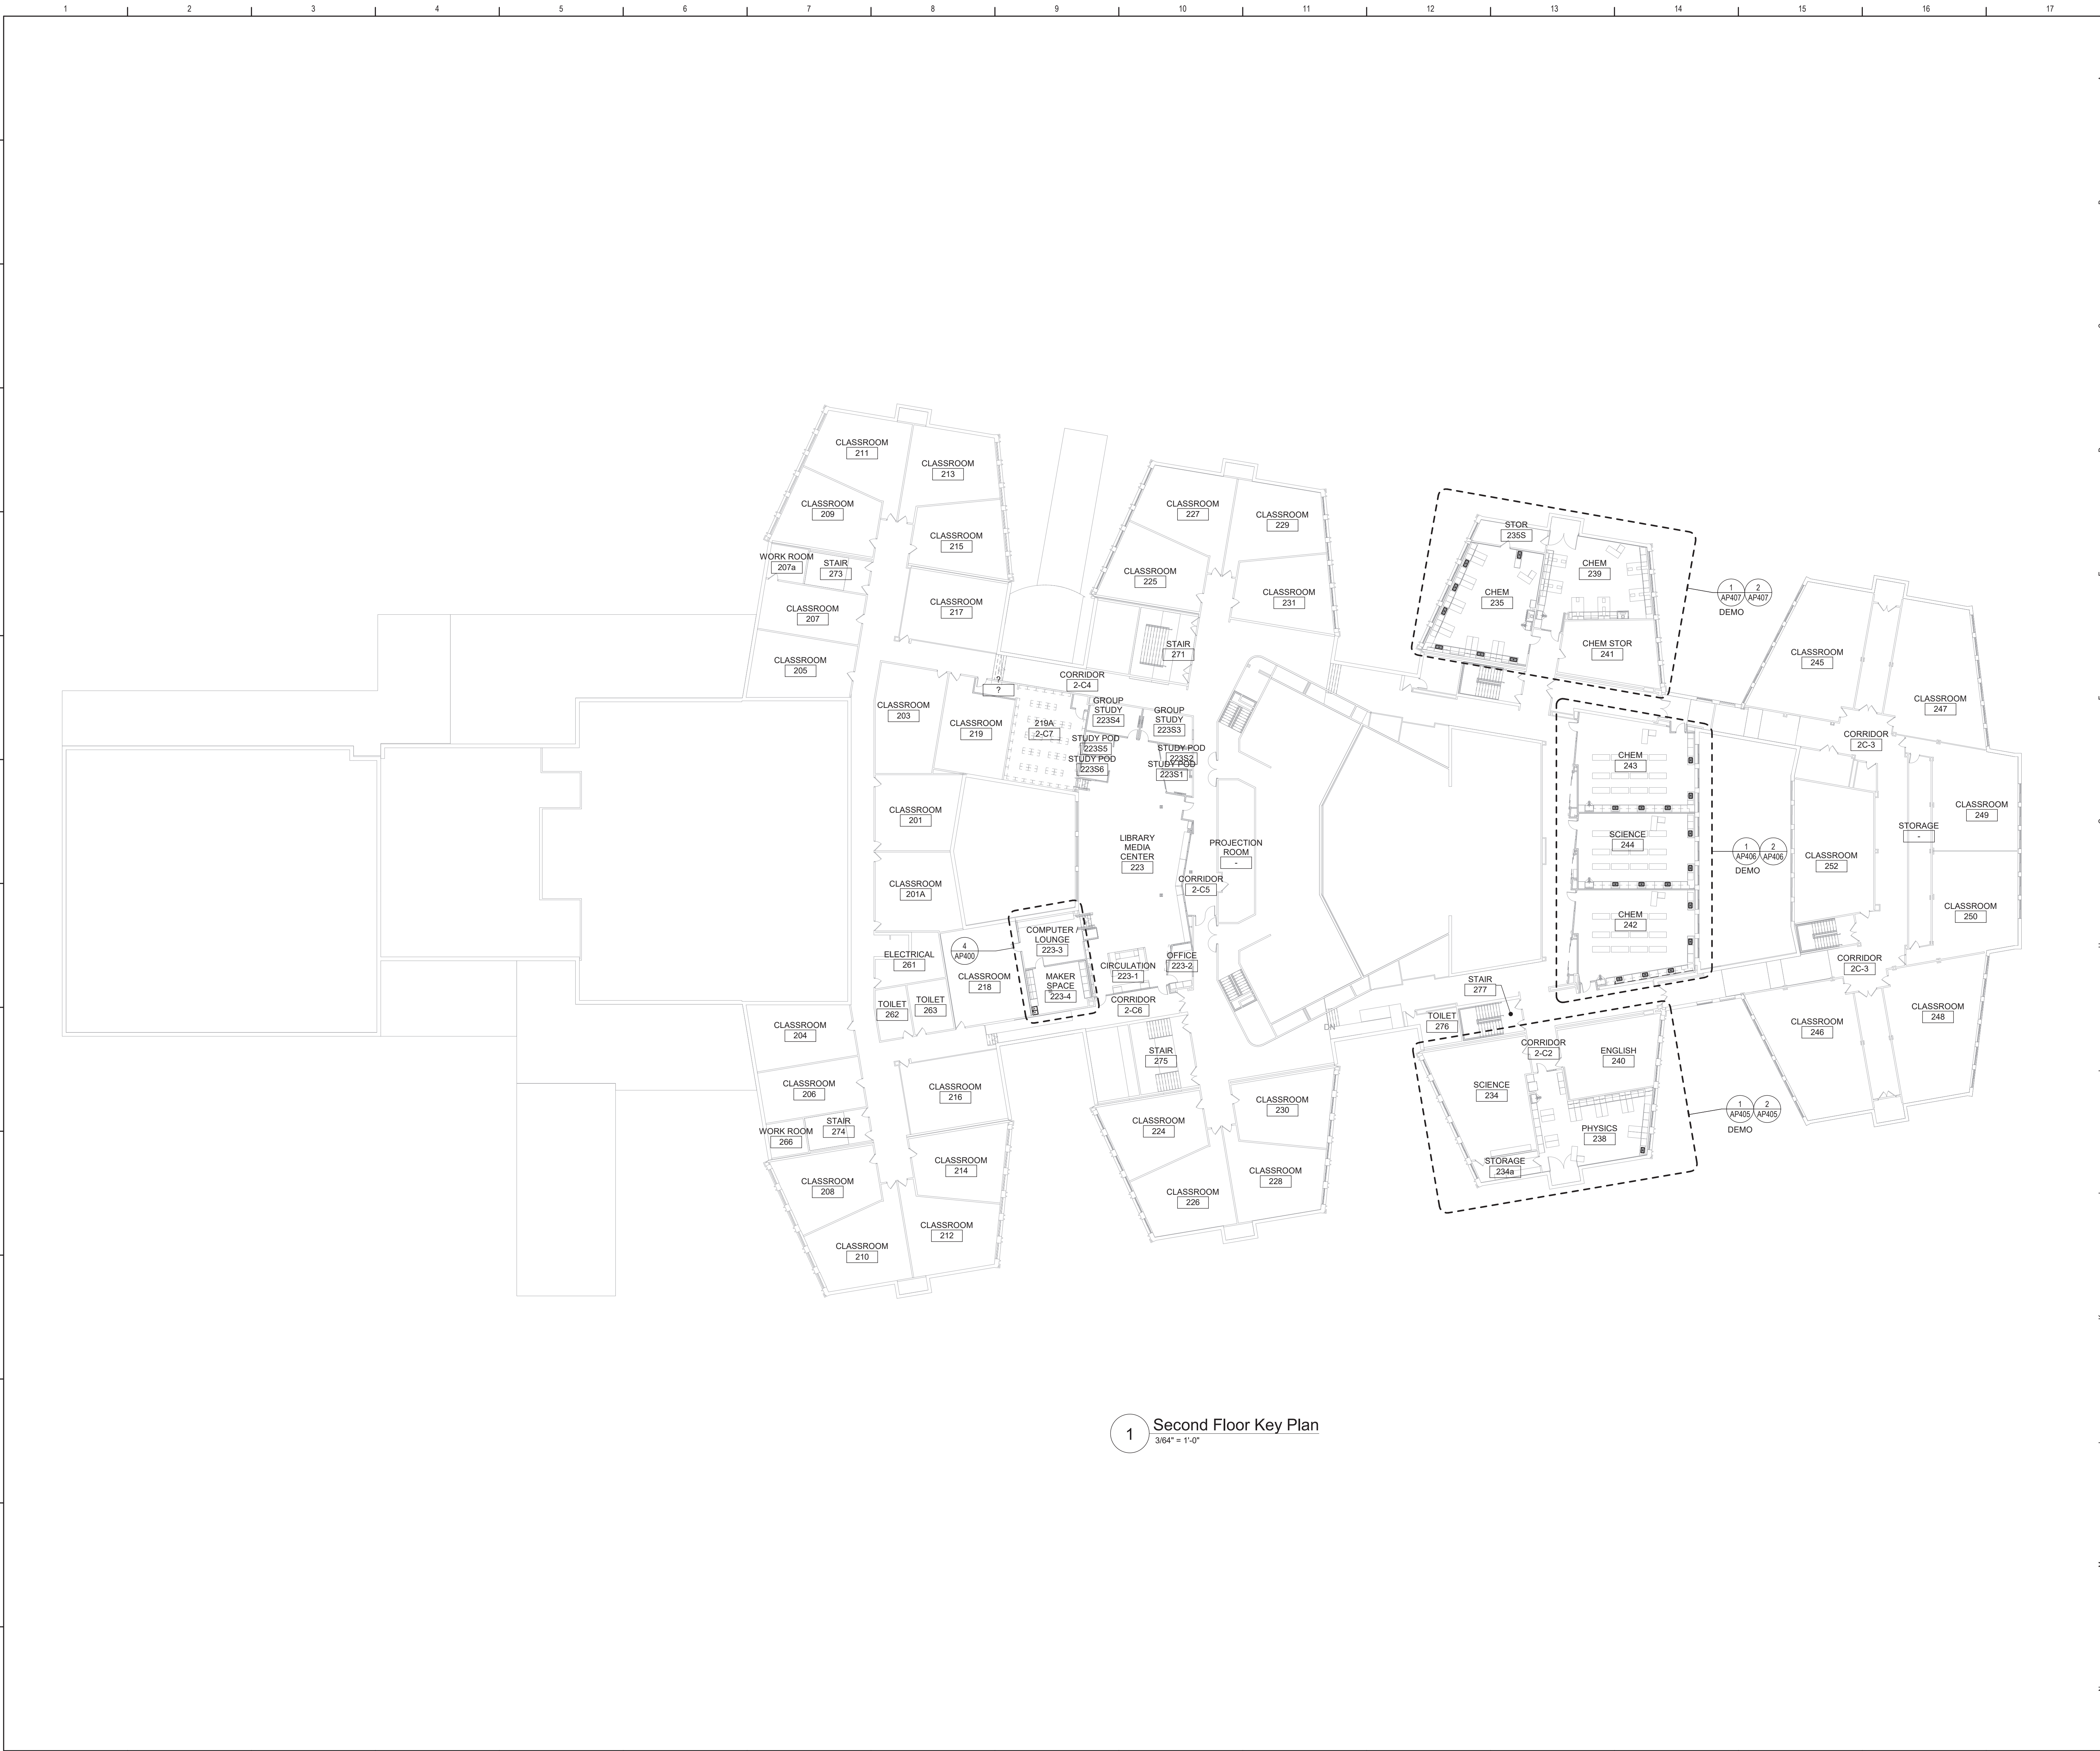 1 2 3 4 5 6 7 8 9 10 11 12 13 14 15 16 17
CLASSROOM
211
CLASSROOM
213
CLASSROOM
209
CLASSROOM
215
WORK ROOM
207a
STAIR
273
CLASSROOM
207
CLASSROOM
217
CLASSROOM
205
CLASSROOM
227
CLASSROOM
229
CLASSROOM
225
CLASSROOM
231
STAIR
271
CORRIDOR
2-C4
?
?
CLASSROOM
203
CLASSROOM
219
219A
2-C7
GROUP
STUDY
223S4
GROUP
STUDY
223S3
STUDY POD
223S5
STUDY POD
223S6
STUDY POD
223S2
STUDY POD
223S1
CLASSROOM
201
CLASSROOM
201A
LIBRARY
MEDIA
CENTER
223
PROJECTION
ROOM
-
CORRIDOR
2-C5
COMPUTER /
LOUNGE
223-3
4
AP400
ELECTRICAL
261
CLASSROOM
218
MAKER
SPACE
223-4
CIRCULATION
223-1
OFFICE
223-2
TOILET
262
TOILET
263
CORRIDOR
2-C6
CLASSROOM
204
CLASSROOM
206
CLASSROOM
216
STAIR
275
STAIR
274
WORK ROOM
266
CLASSROOM
214
CLASSROOM
208
CLASSROOM
212
CLASSROOM
210
CLASSROOM
224
CLASSROOM
230
CLASSROOM
226
CLASSROOM
228
DN
STOR
235S
CHEM
239
CHEM
235
CHEM STOR
241
1
AP407
2
AP407
DEMO
CHEM
243
SCIENCE
244
CHEM
242
1
AP406
2
AP406
DEMO
STAIR
277
TOILET
276
CORRIDOR
2-C2
ENGLISH
240
SCIENCE
234
PHYSICS
238
STORAGE
234a
1
AP405
2
AP405
DEMO
CLASSROOM
245
CLASSROOM
247
CORRIDOR
2C-3
CLASSROOM
249
STORAGE
-
CLASSROOM
252
CLASSROOM
250
CORRIDOR
2C-3
CLASSROOM
248
CLASSROOM
246
1
Second Floor Key Plan
3/64" = 1'-0"